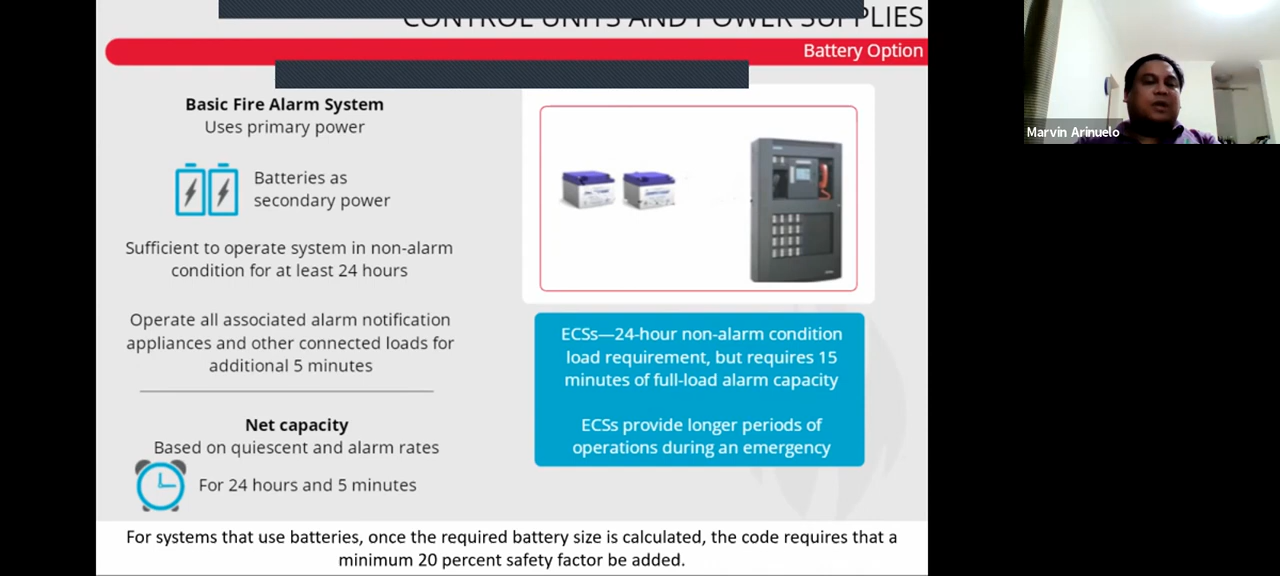 CONTROL UNITS AND POWER SUPPLIES
Battery Option
Basic Fire Alarm System
Uses primary power
Batteries as
secondary power
Sufficient to operate system in non-alarm
condition for at least 24 hours
Operate all associated alarm notification
appliances and other connected loads for
additional 5 minutes
Net capacity
Based on quiescent and alarm rates
For 24 hours and 5 minutes
ECSs—24-hour non-alarm condition
load requirement, but requires 15
minutes of full-load alarm capacity
ECSs provide longer periods of
operations during an emergency
For systems that use batteries, once the required battery size is calculated, the code requires that a
minimum 20 percent safety factor be added.
Marvin Arinuelo